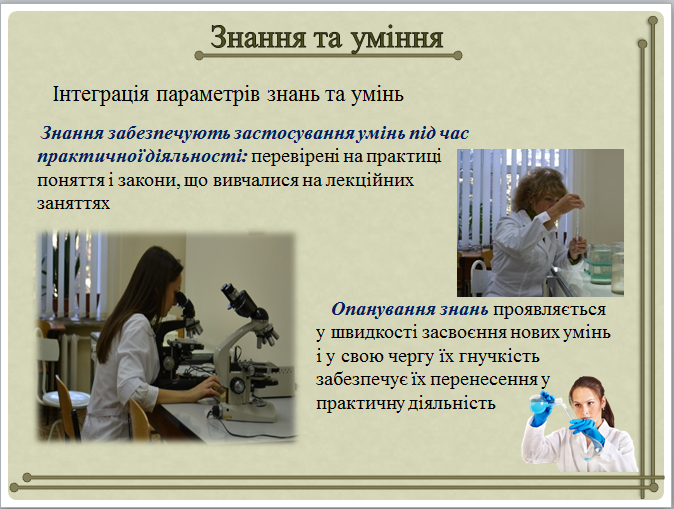 Знання та уміння
Інтеграція параметрів знань та умінь
Знання забезпечують застосування умінь під час
практичної діяльності: перевірені на практиці
поняття і закони, що вивчалися на лекційних
заняттях
Опанування знань проявляється
у швидкості засвоєння нових умінь
і у свою чергу їх гнучкість
забезпечує їх перенесення у
практичну діяльність